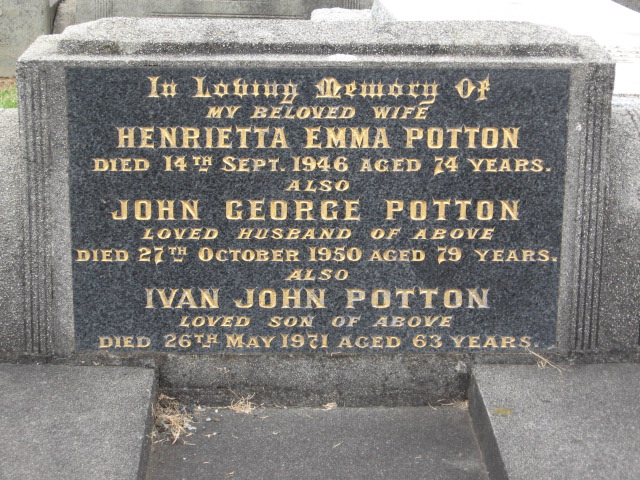 In Loving Memory Of
MY BELOVED WIFE
HENRIETTA EMMA POTTON
DIED 14TH SEPT. 1946 AGED 74 YEARS.
ALSO
JOHN GEORGE POTTON
LOVED HUSBAND OF ABOVE
DIED 27TH OCTOBER 1950 AGED 79 YEARS.
ALSO
IVAN JOHN POTTON
LOVED SON OF ABOVE
DIED 26TH MAY 1971 AGED 63 YEARS.